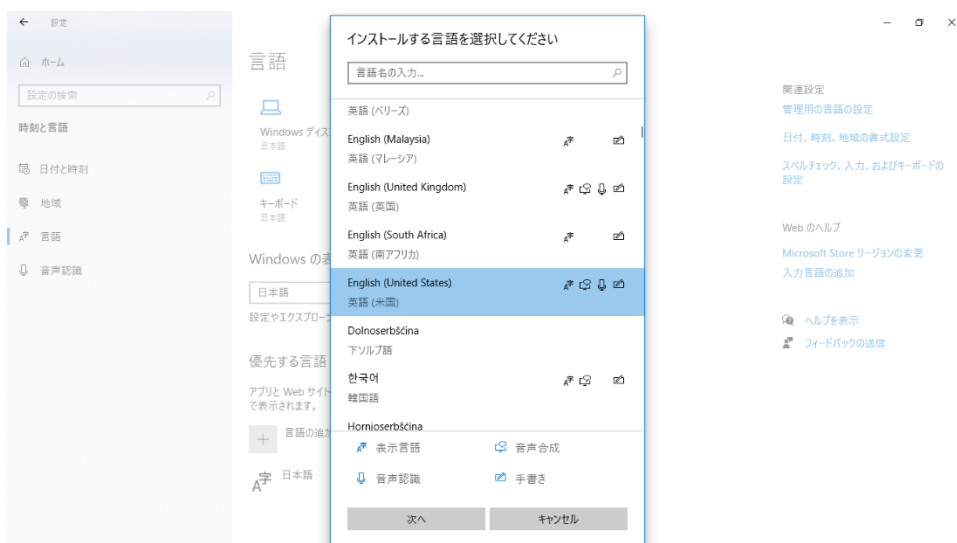 設定
ホーム
設定の検索
時刻と言語
日付と時刻
地域
言語
音声認識
言語
Windows ディス
日本語
キーボード
日本語
Windows の表
日本語
設定やエクスプローラ
優先する言語
アプリと Web サイト
で表示されます。
言語の追加
A字 日本語
インストールする言語を選択してください
言語名の入力...
英語 (ベリーズ)
English (Malaysia)
英語 (マレーシア)
English (United Kingdom)
英語 (英国)
English (South Africa)
英語 (南アフリカ)
English (United States)
英語 (米国)
Dolnoserbšćina
下ソルブ語
한국어
韓国語
Hornjoserbšćina
表示言語
音声合成
音声認識
手書き
次へ
キャンセル
関連設定
管理用の言語の設定
日付、時刻、地域の書式設定
スペルチェック、入力、およびキーボードの
設定
Web のヘルプ
Microsoft Store リージョンの変更
入力言語の追加
ヘルプを表示
フィードバックの送信